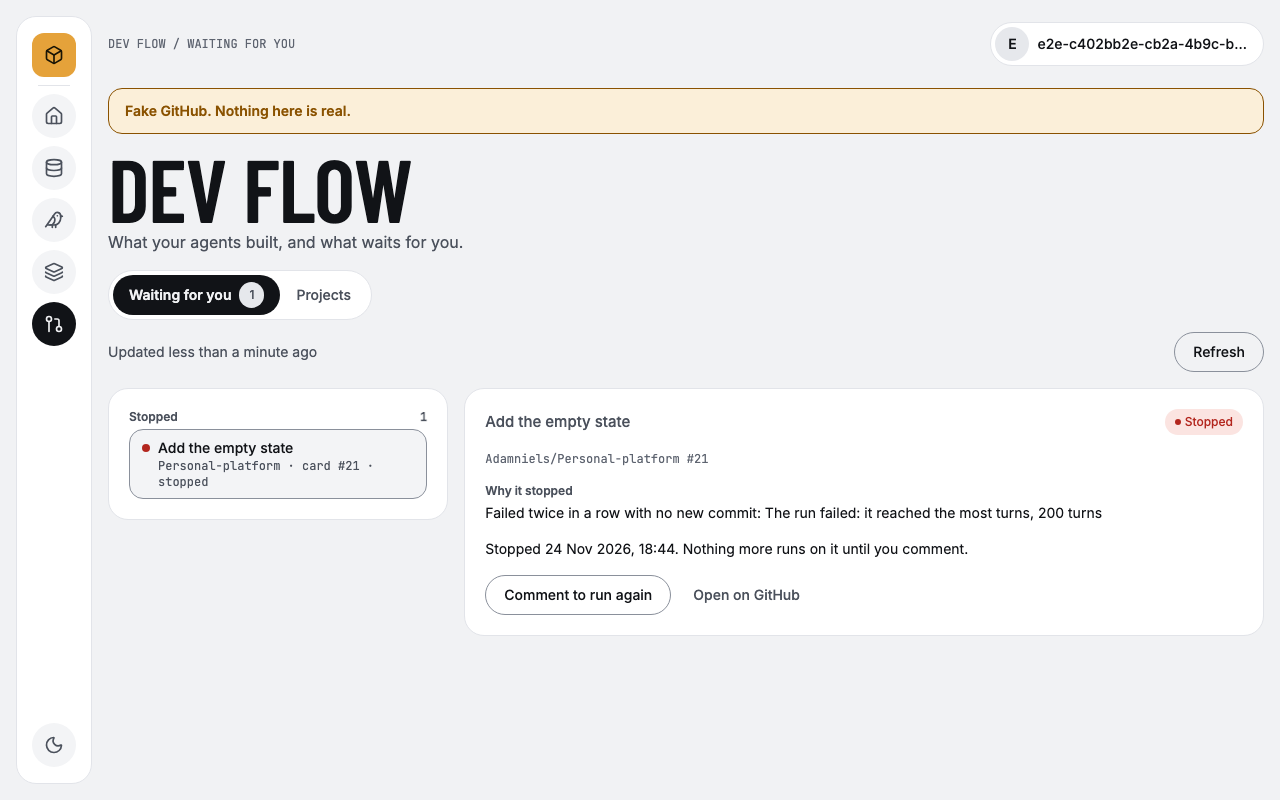 DEV FLOW / WAITING FOR YOU
E
e2e-c402bb2e-cb2a-4b9c-b...
Fake GitHub. Nothing here is real.
DEV FLOW
What your agents built, and what waits for you.
Waiting for you 1
Projects
Updated less than a minute ago
Refresh
Stopped 1
Add the empty state
Personal-platform · card #21 ·
stopped
Add the empty state
Stopped
Adamniels/Personal-platform #21
Why it stopped
Failed twice in a row with no new commit: The run failed: it reached the most turns, 200 turns
Stopped 24 Nov 2026, 18:44. Nothing more runs on it until you comment.
Comment to run again
Open on GitHub